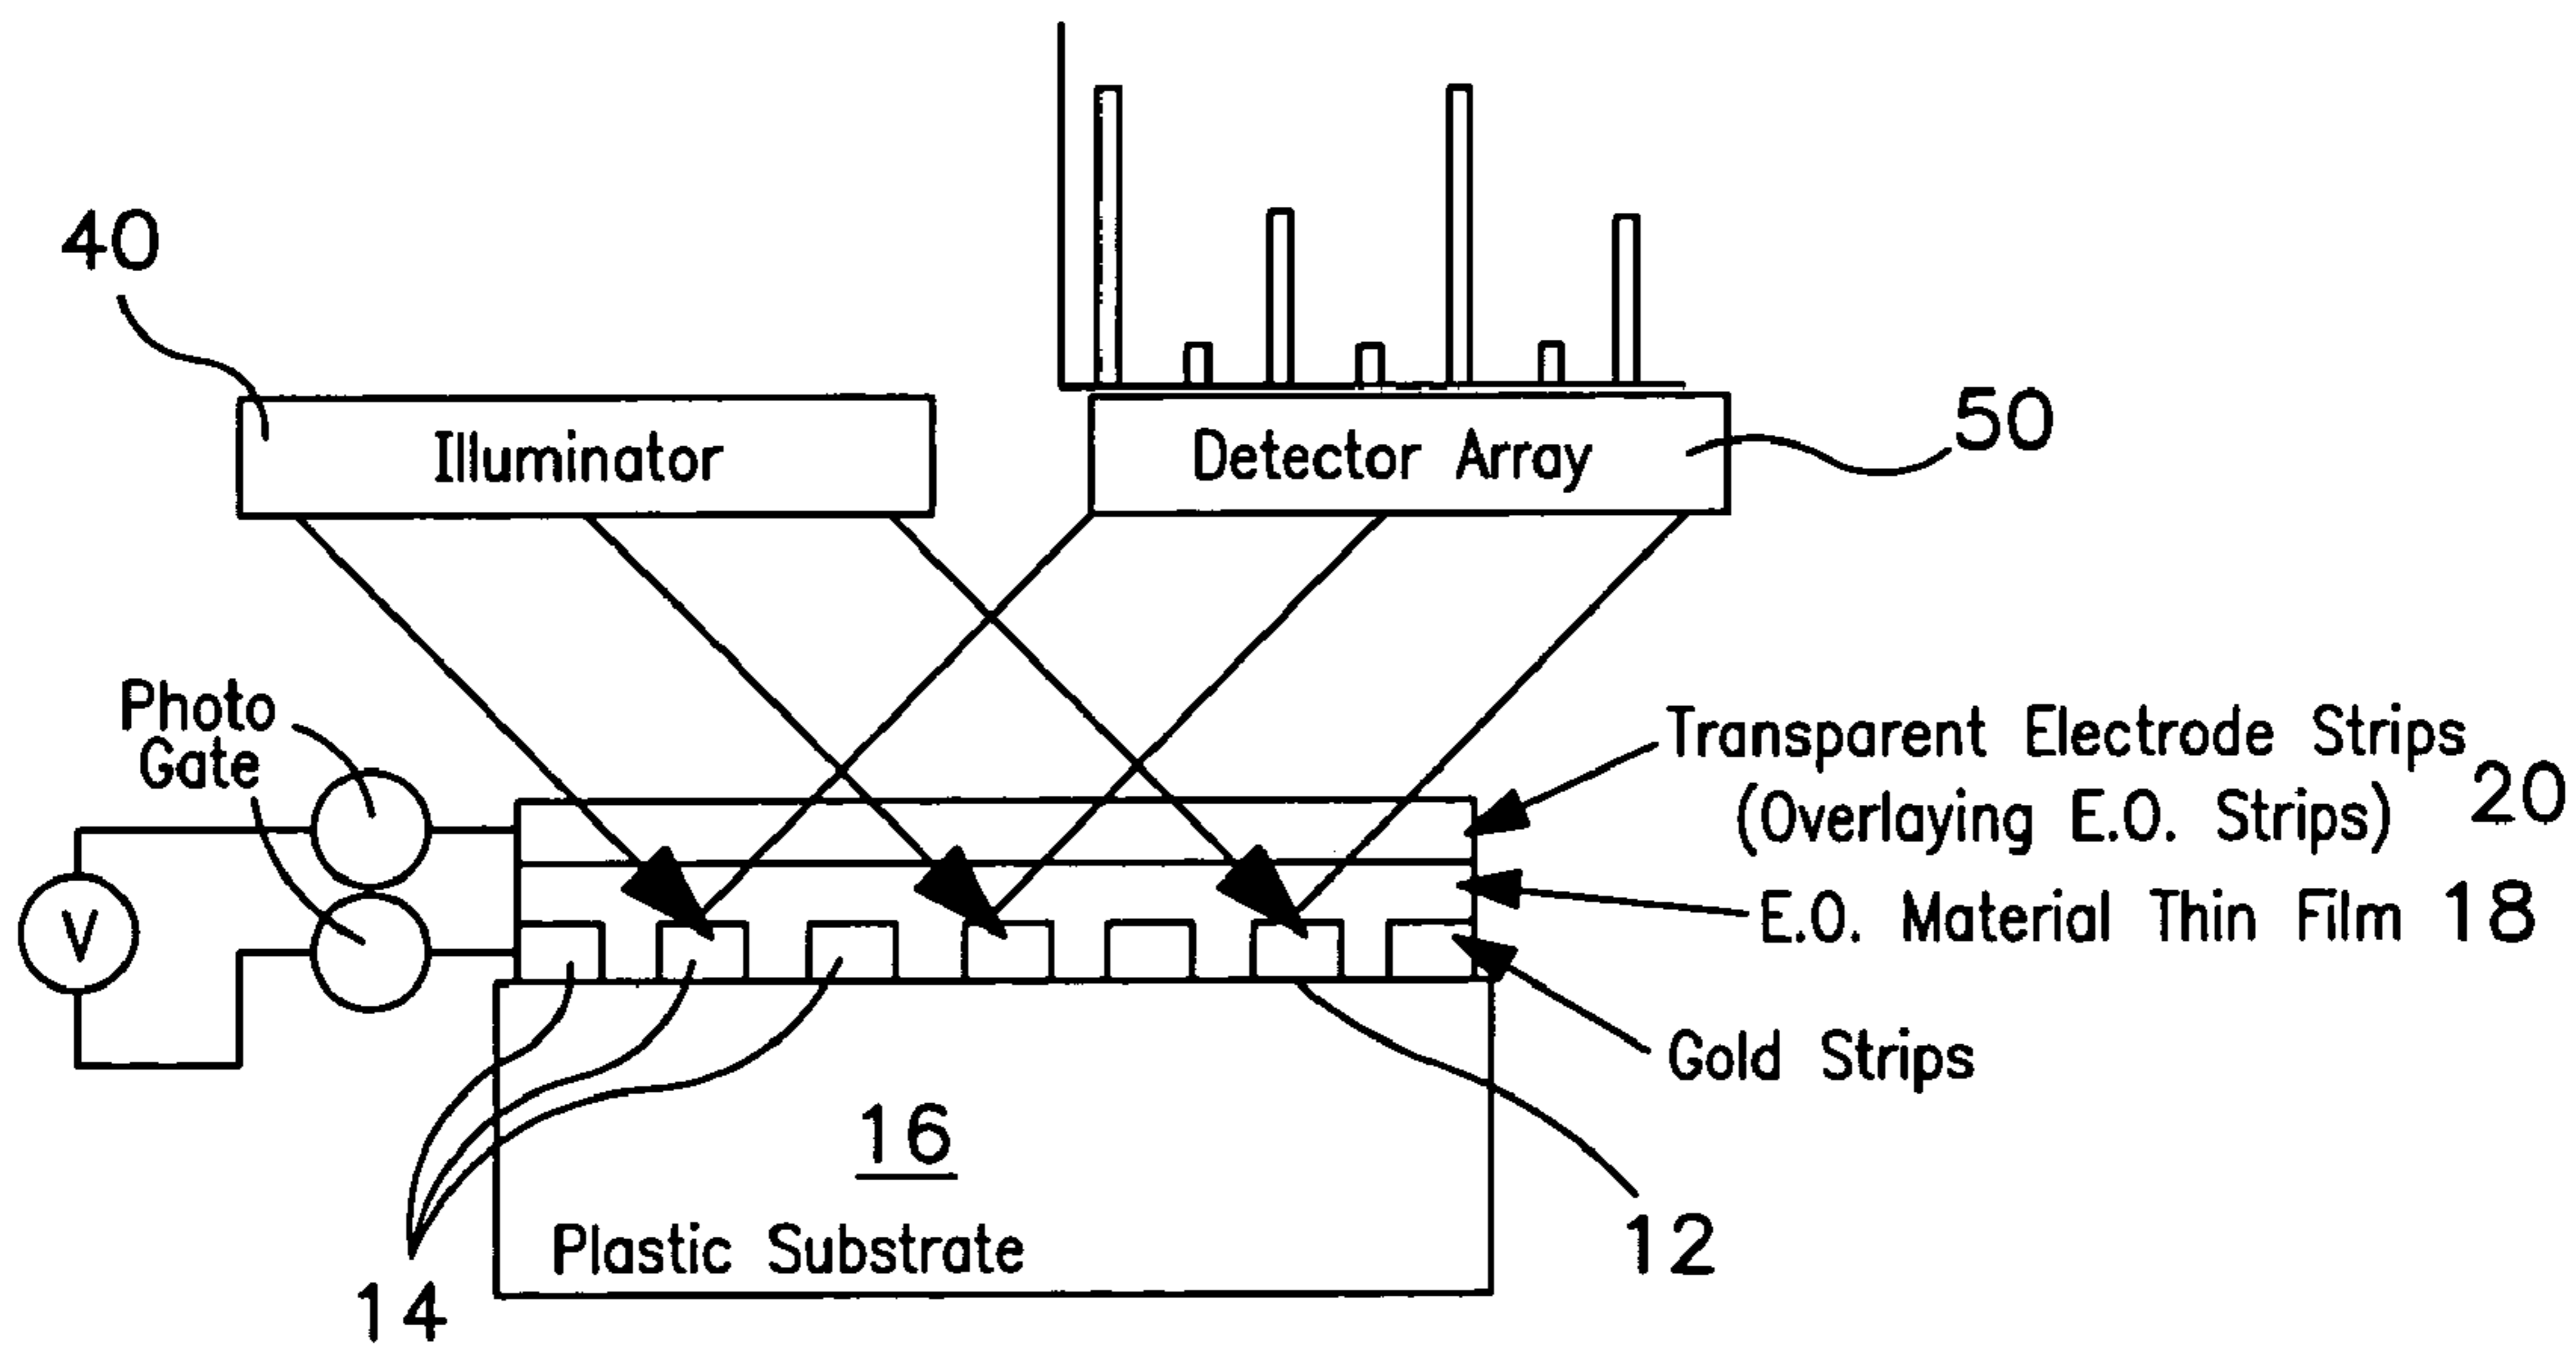 40
Illuminator
Detector Array
50
Photo
Gate
V
Transparent Electrode Strips
(Overlaying E.O. Strips) 20
E.O. Material Thin Film 18
Gold Strips
16
Plastic Substrate
12
14